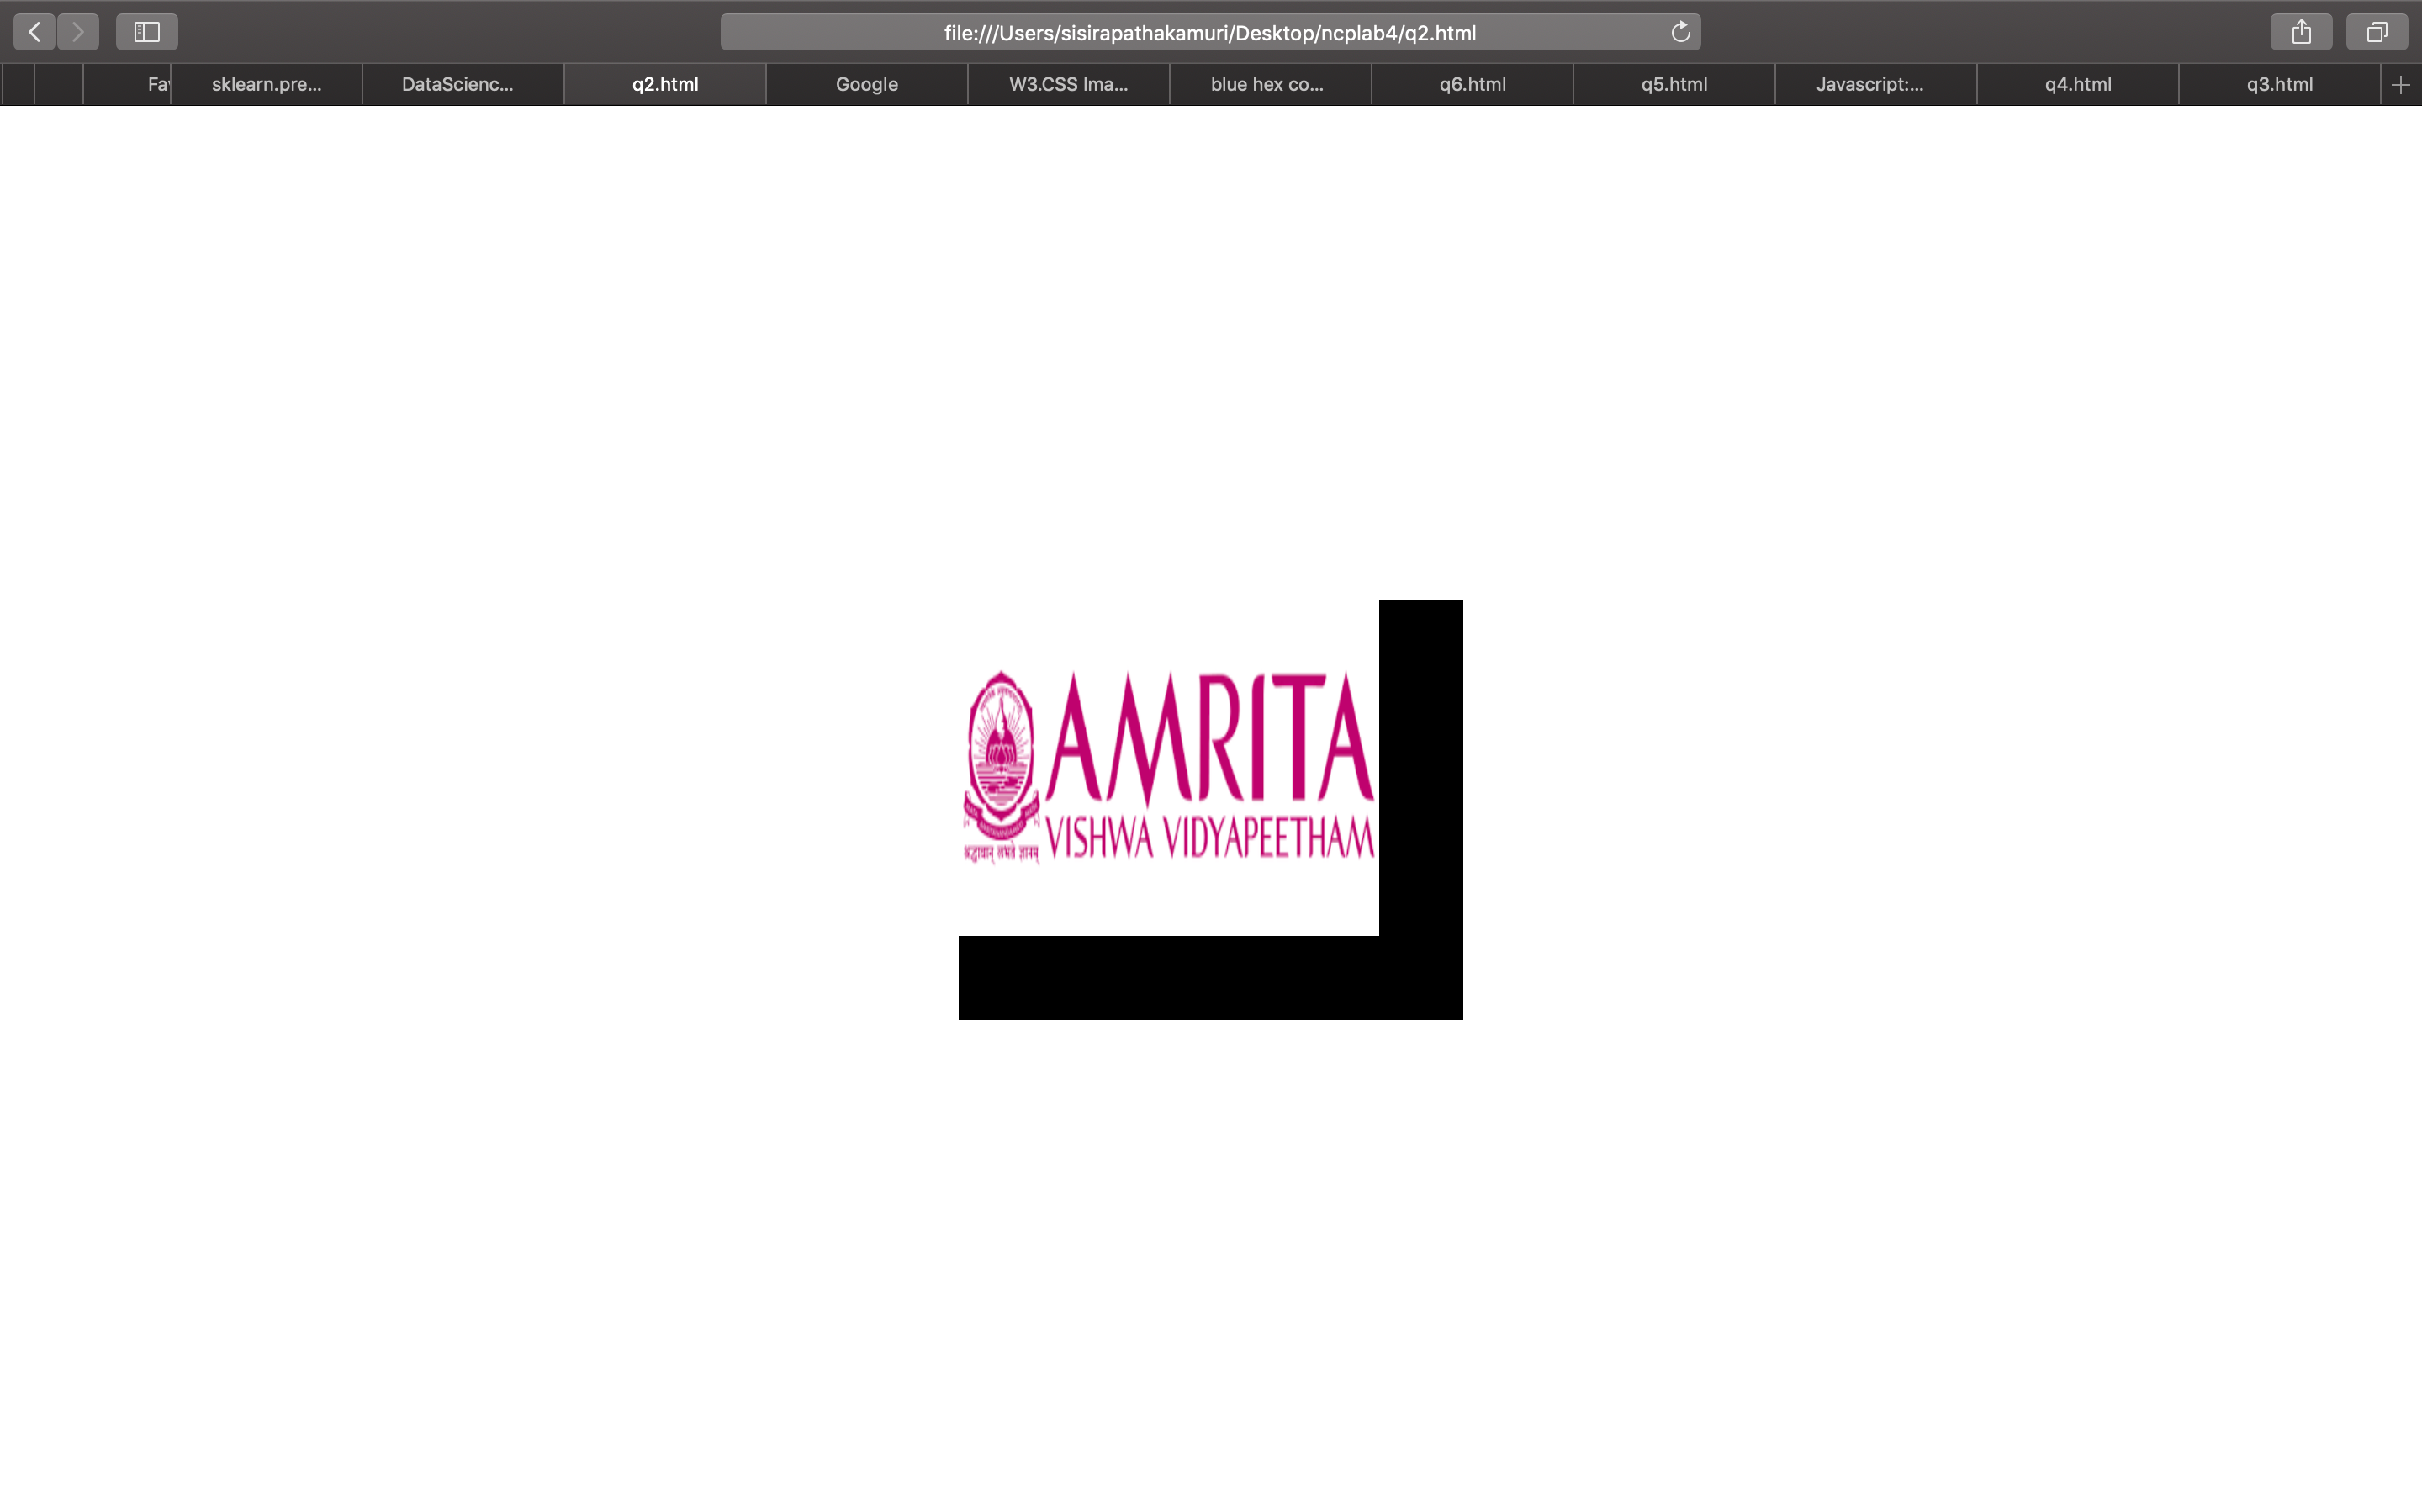 file:///Users/sisirapathakamuri/Desktop/ncplab4/q2.html
sklearn.pre...
DataScienc...
q2.html
Google
W3.CSS Ima...
blue hex co...
q6.html
q5.html
Javascript:...
q4.html
q3.html
AMRITA
VISHWA VIDYAPEETHAM
श्रद्धावान् लभते ज्ञानम्